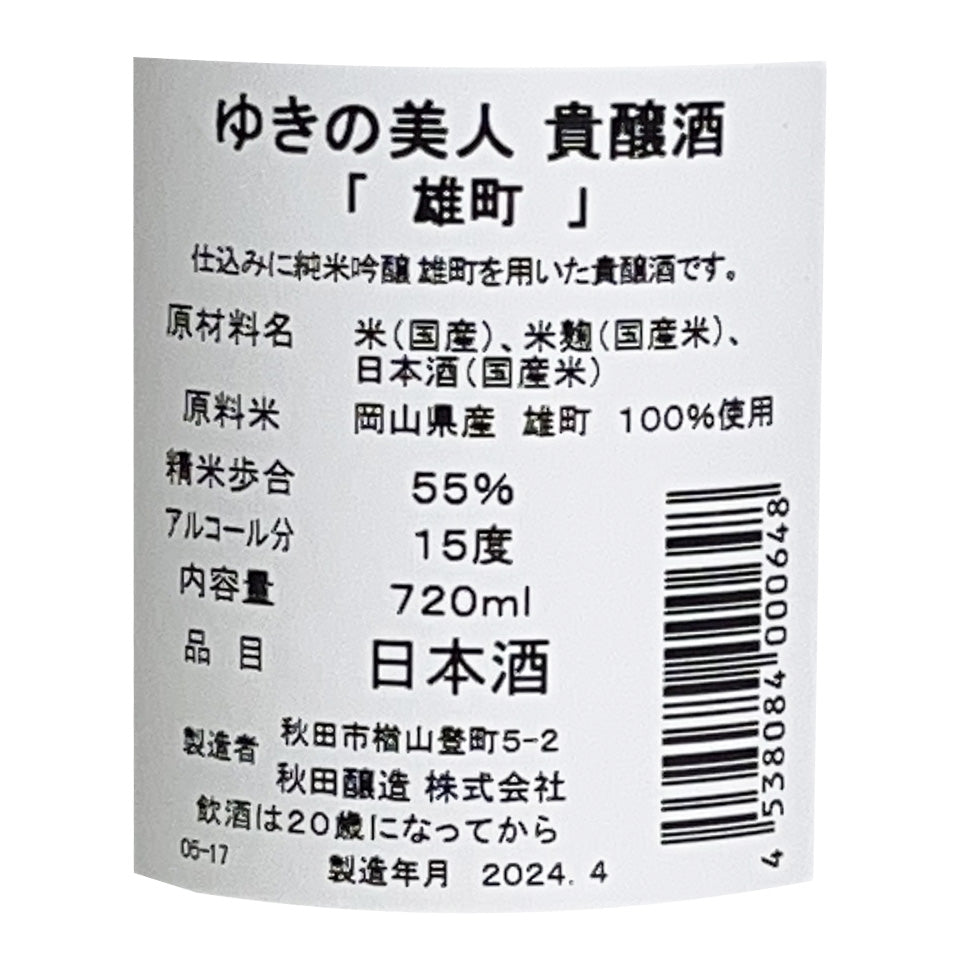 ゆきの美人 貴醸酒
「 雄町 」
仕込みに純米吟醸 雄町を用いた貴醸酒です。
原材料名 米(国産)、米麹(国産米)、
日本酒(国産米)
原料米 岡山県産 雄町 100%使用
精米歩合 55%
アルコール分 15度
内容量 720ml
品目 日本酒
製造者 秋田市楢山登町5-2
秋田醸造 株式会社
飲酒は20歳になってから
05-17
製造年月 2024.4
4538084000648